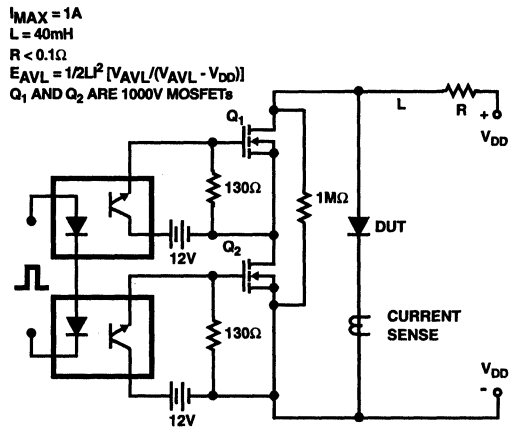 IMAX = 1A
L = 40mH
R < 0.1Ω
EAVL = 1/2LI² [VAVL/(VAVL - VDD)]
Q1 AND Q2 ARE 1000V MOSFETs
Q1
L
R
+
VDD
130Ω
1MΩ
DUT
12V
Q2
CURRENT
SENSE
130Ω
VDD
-
12V